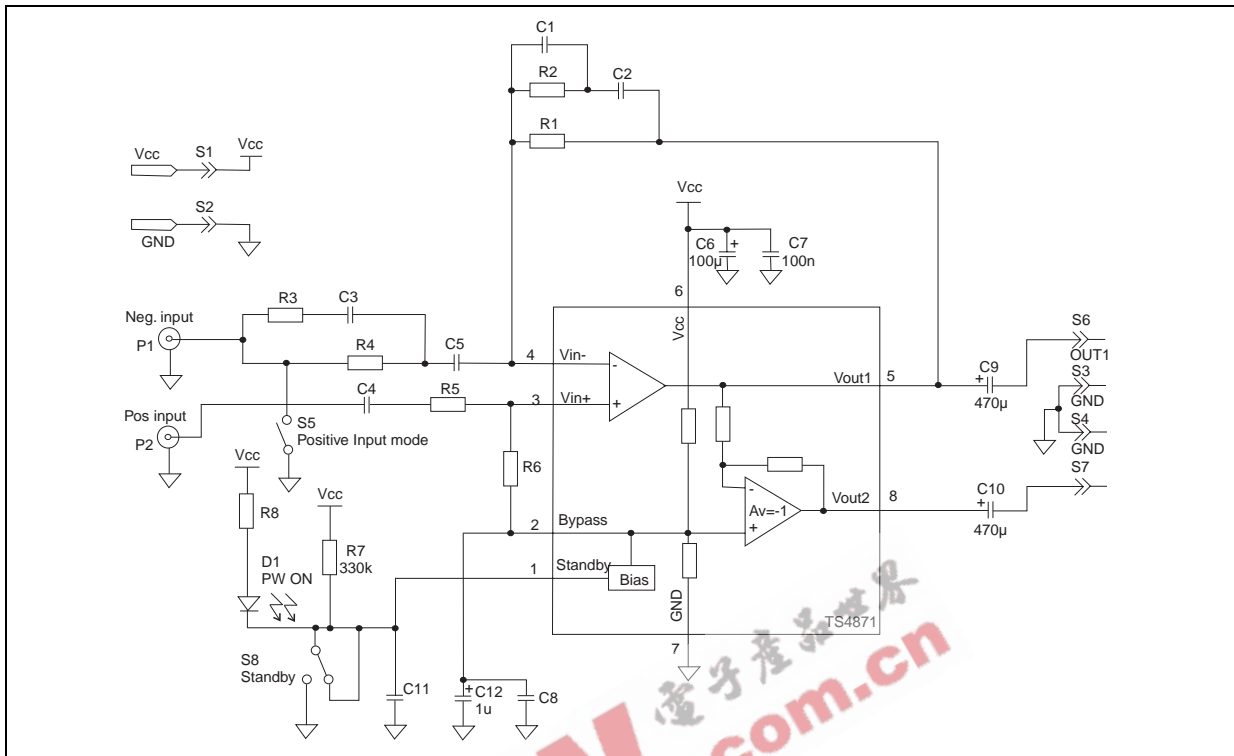 C1
R2
C2
R1
Vcc
S1
Vcc
S2
GND
Vcc
C6
+
100µ
C7
100n
6
Vcc
R3
C3
Neg. input
P1
R4
C5
4
Vin-
-
+
Vout1
5
C9
+
470µ
S6
OUT1
S3
GND
S4
GND
S7
C4
R5
3
Vin+
Pos input
P2
S5
Positive Input mode
R6
Vcc
R8
Vcc
R7
330k
D1
PW ON
2
Bypass
-
+
Av=-1
Vout2
8
C10
+
470µ
1
Standby
Bias
GND
TS4871
7
S8
Standby
C11
+
C12
1u
C8
電子產品世界
.com.cn